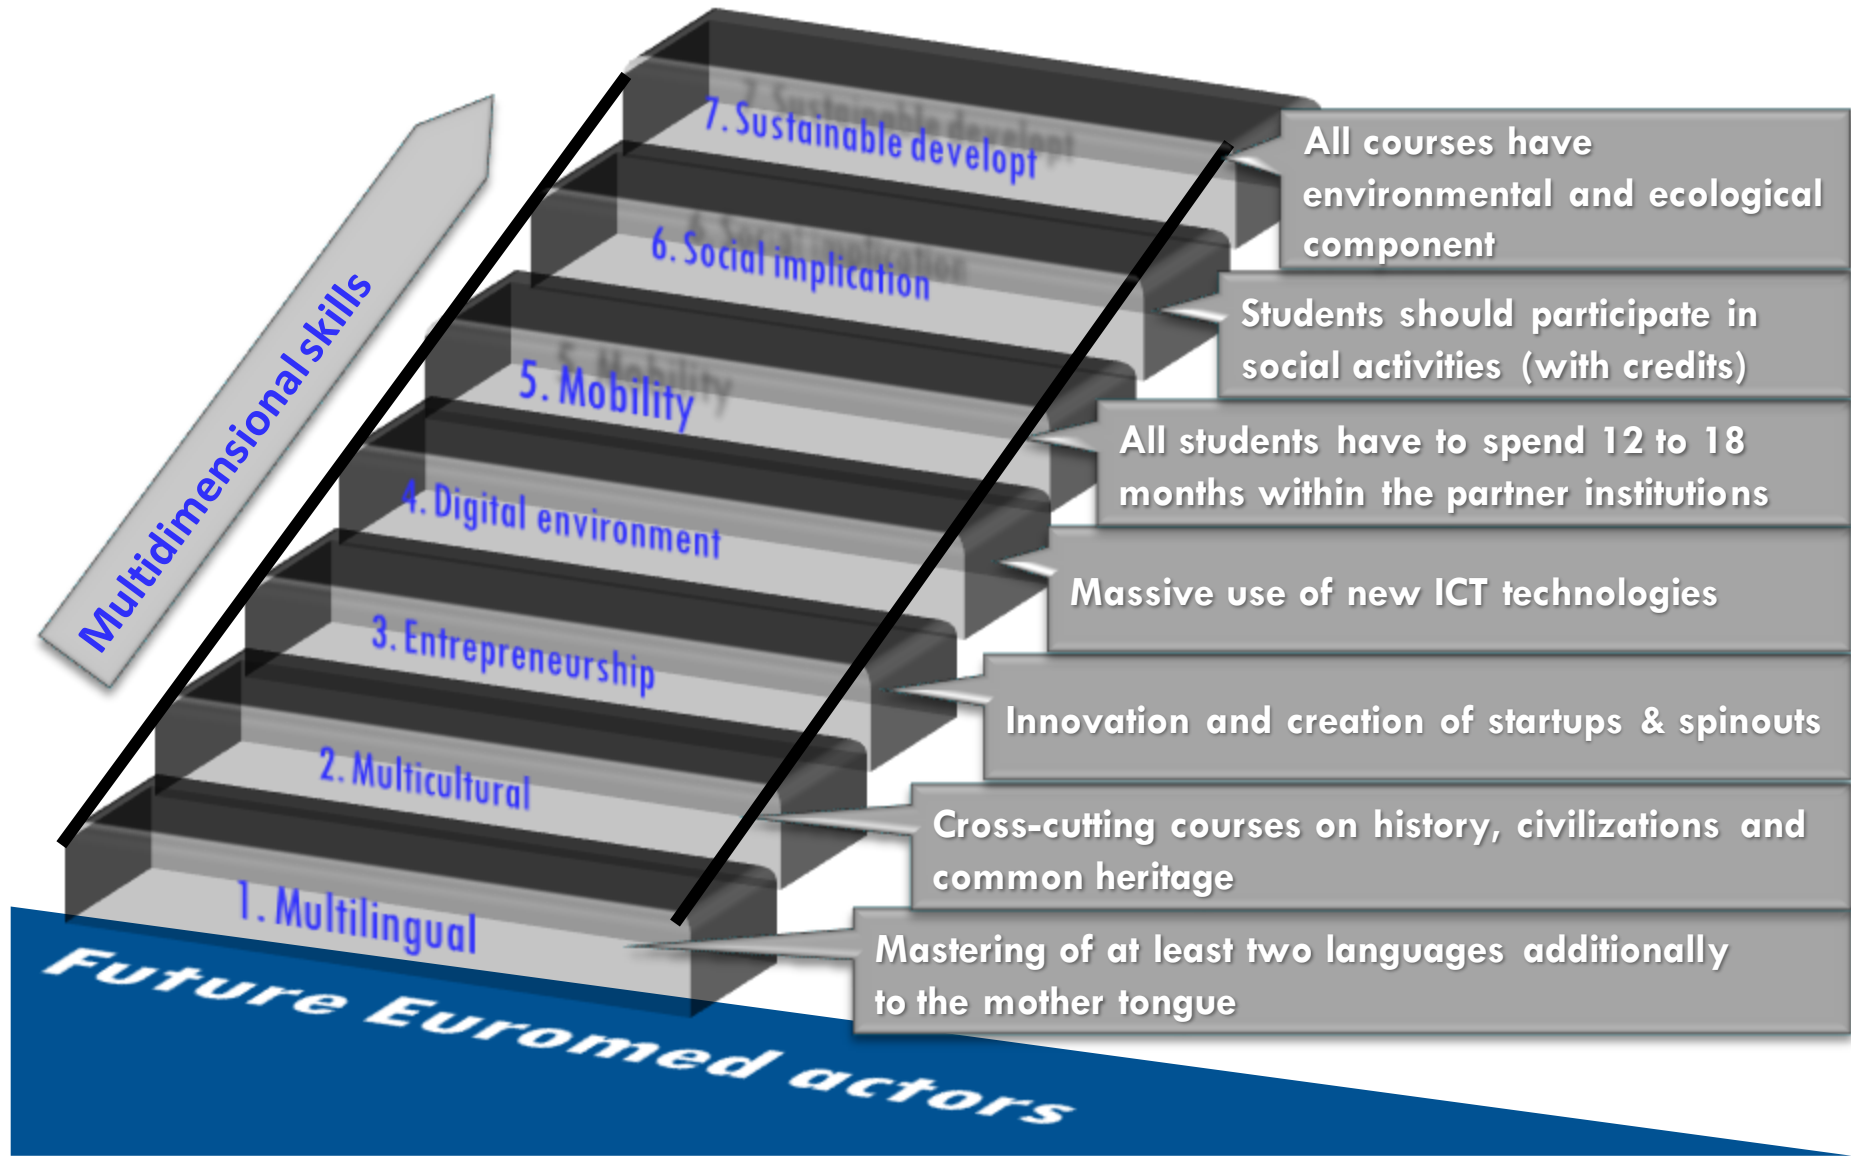 7. Sustainable developt
All courses have
environmental and ecological
component
6. Social implication
Students should participate in
social activities (with credits)
5. Mobility
All students have to spend 12 to 18
months within the partner institutions
4. Digital environment
Massive use of new ICT technologies
3. Entrepreneurship
Innovation and creation of startups & spinouts
2. Multicultural
Cross-cutting courses on history, civilizations and
common heritage
1. Multilingual
Mastering of at least two languages additionally
to the mother tongue
Multidimensional skills
Future Euromed actors